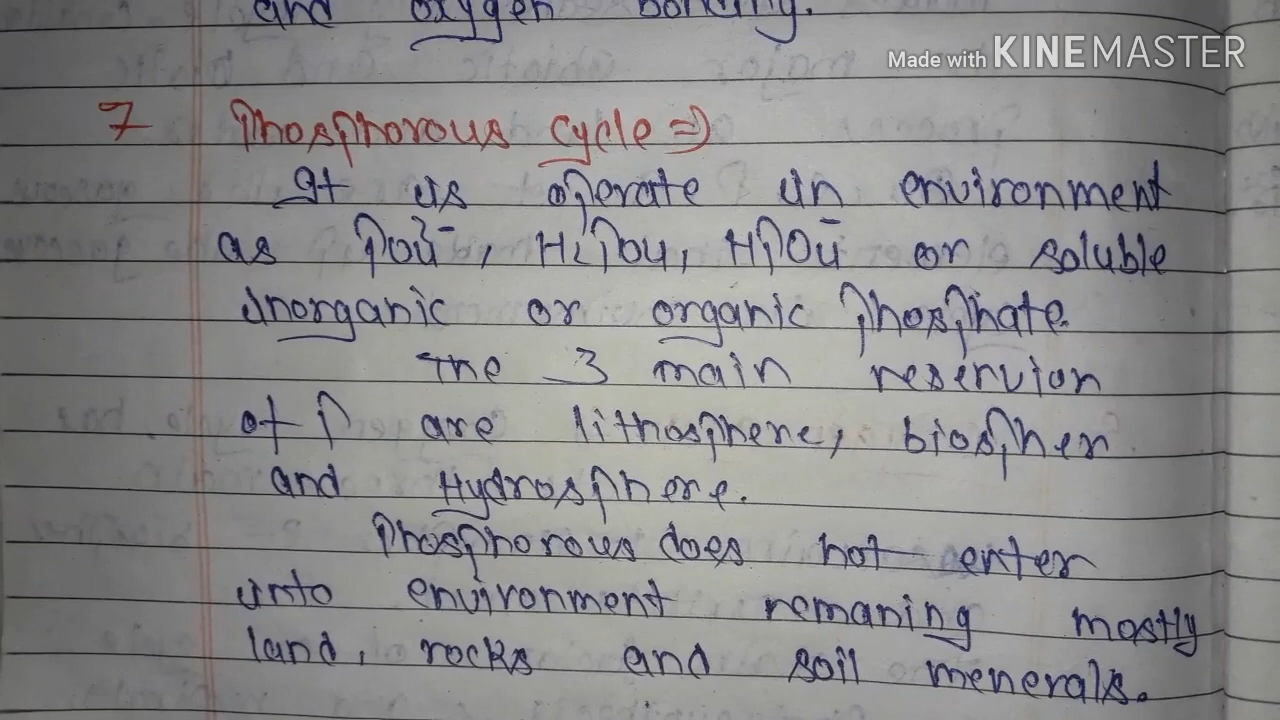 and oxygen bonding.
Made with KINEMASTER
7 Phosphorous cycle ⇒
It is operate in environment
as PO4³⁻, H2PO4, HPO4⁻ or soluble
inorganic or organic phosphate.
The 3 main reservior
of P are lithosphere, biospher
and Hydrosphere.
Phosphorous does not enter
into environment remaning mostly
land, rocks and soil menerals.